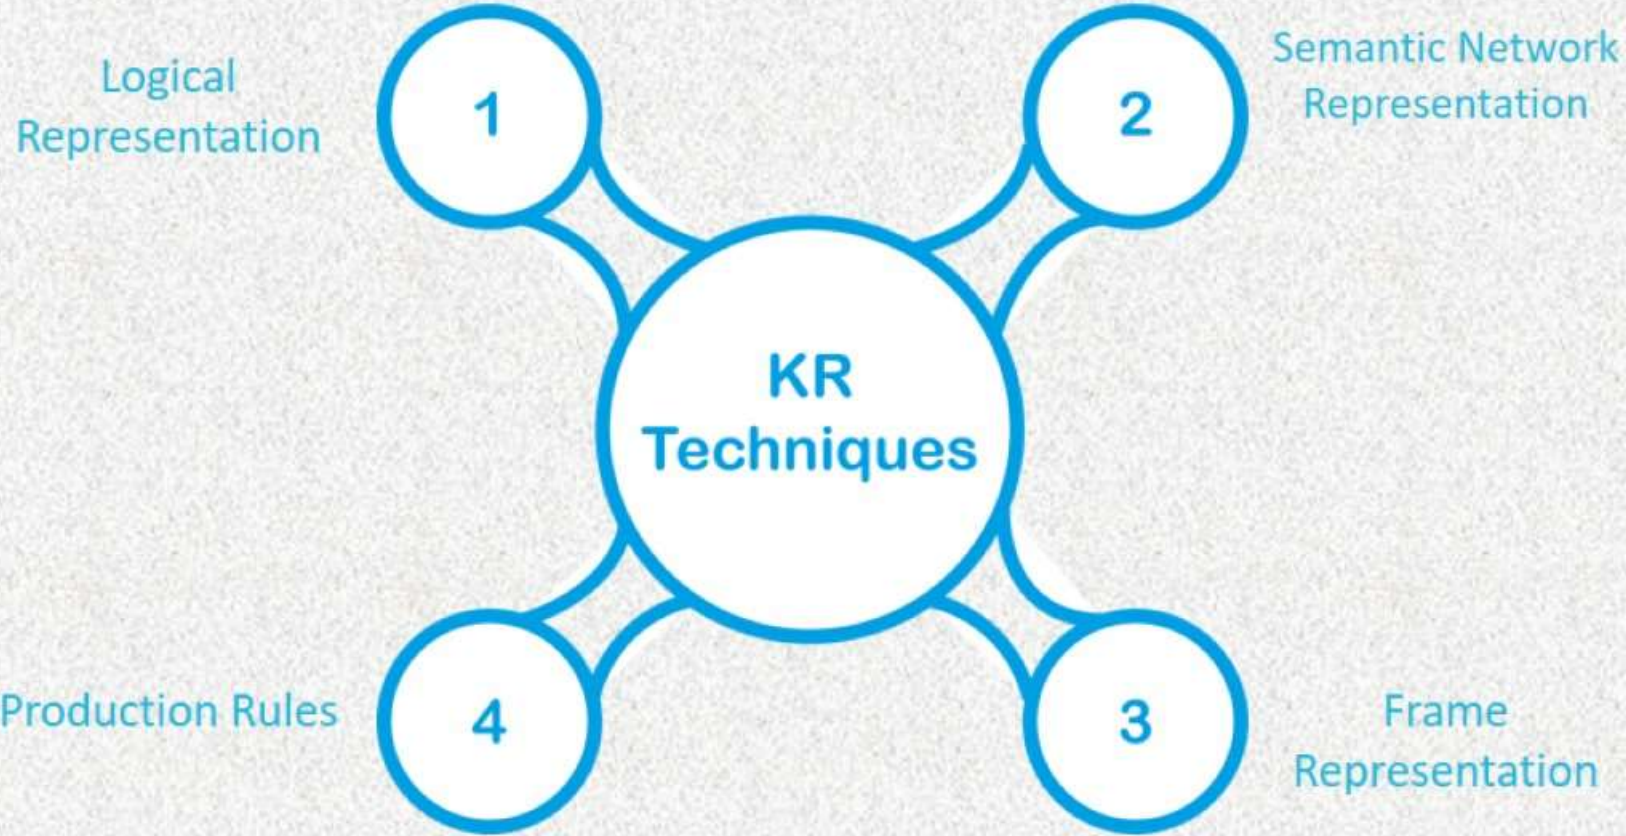 Logical
Representation
1
2
Semantic Network
Representation
KR
Techniques
Production Rules
4
3
Frame
Representation